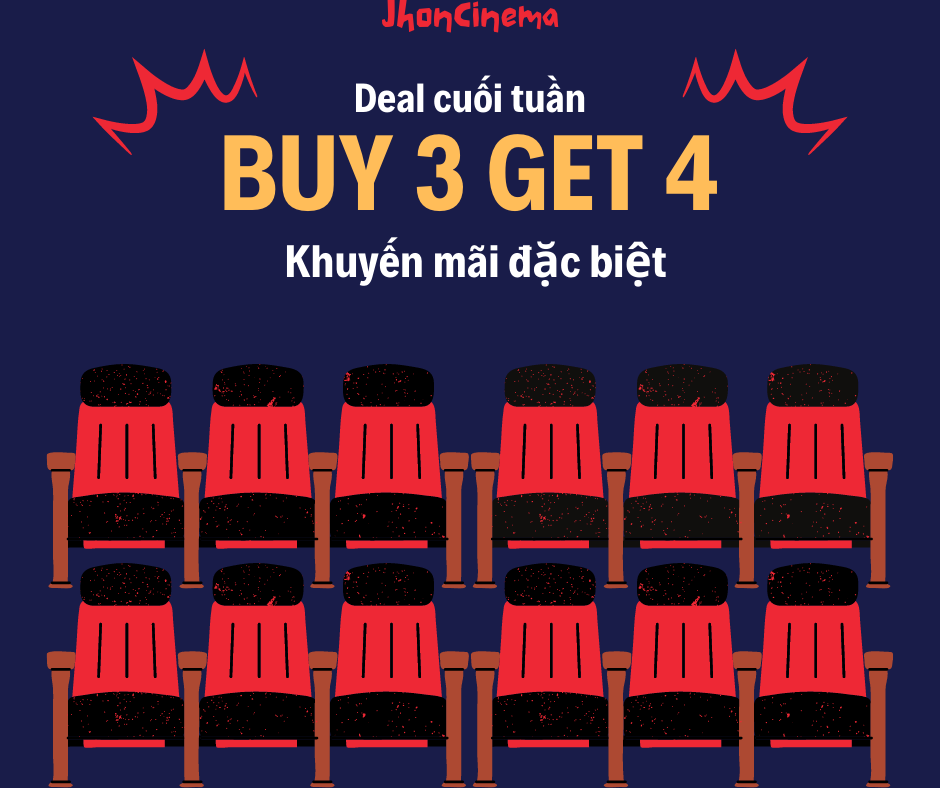 JhonCinema
Deal cuối tuần
BUY 3 GET 4
Khuyến mãi đặc biệt